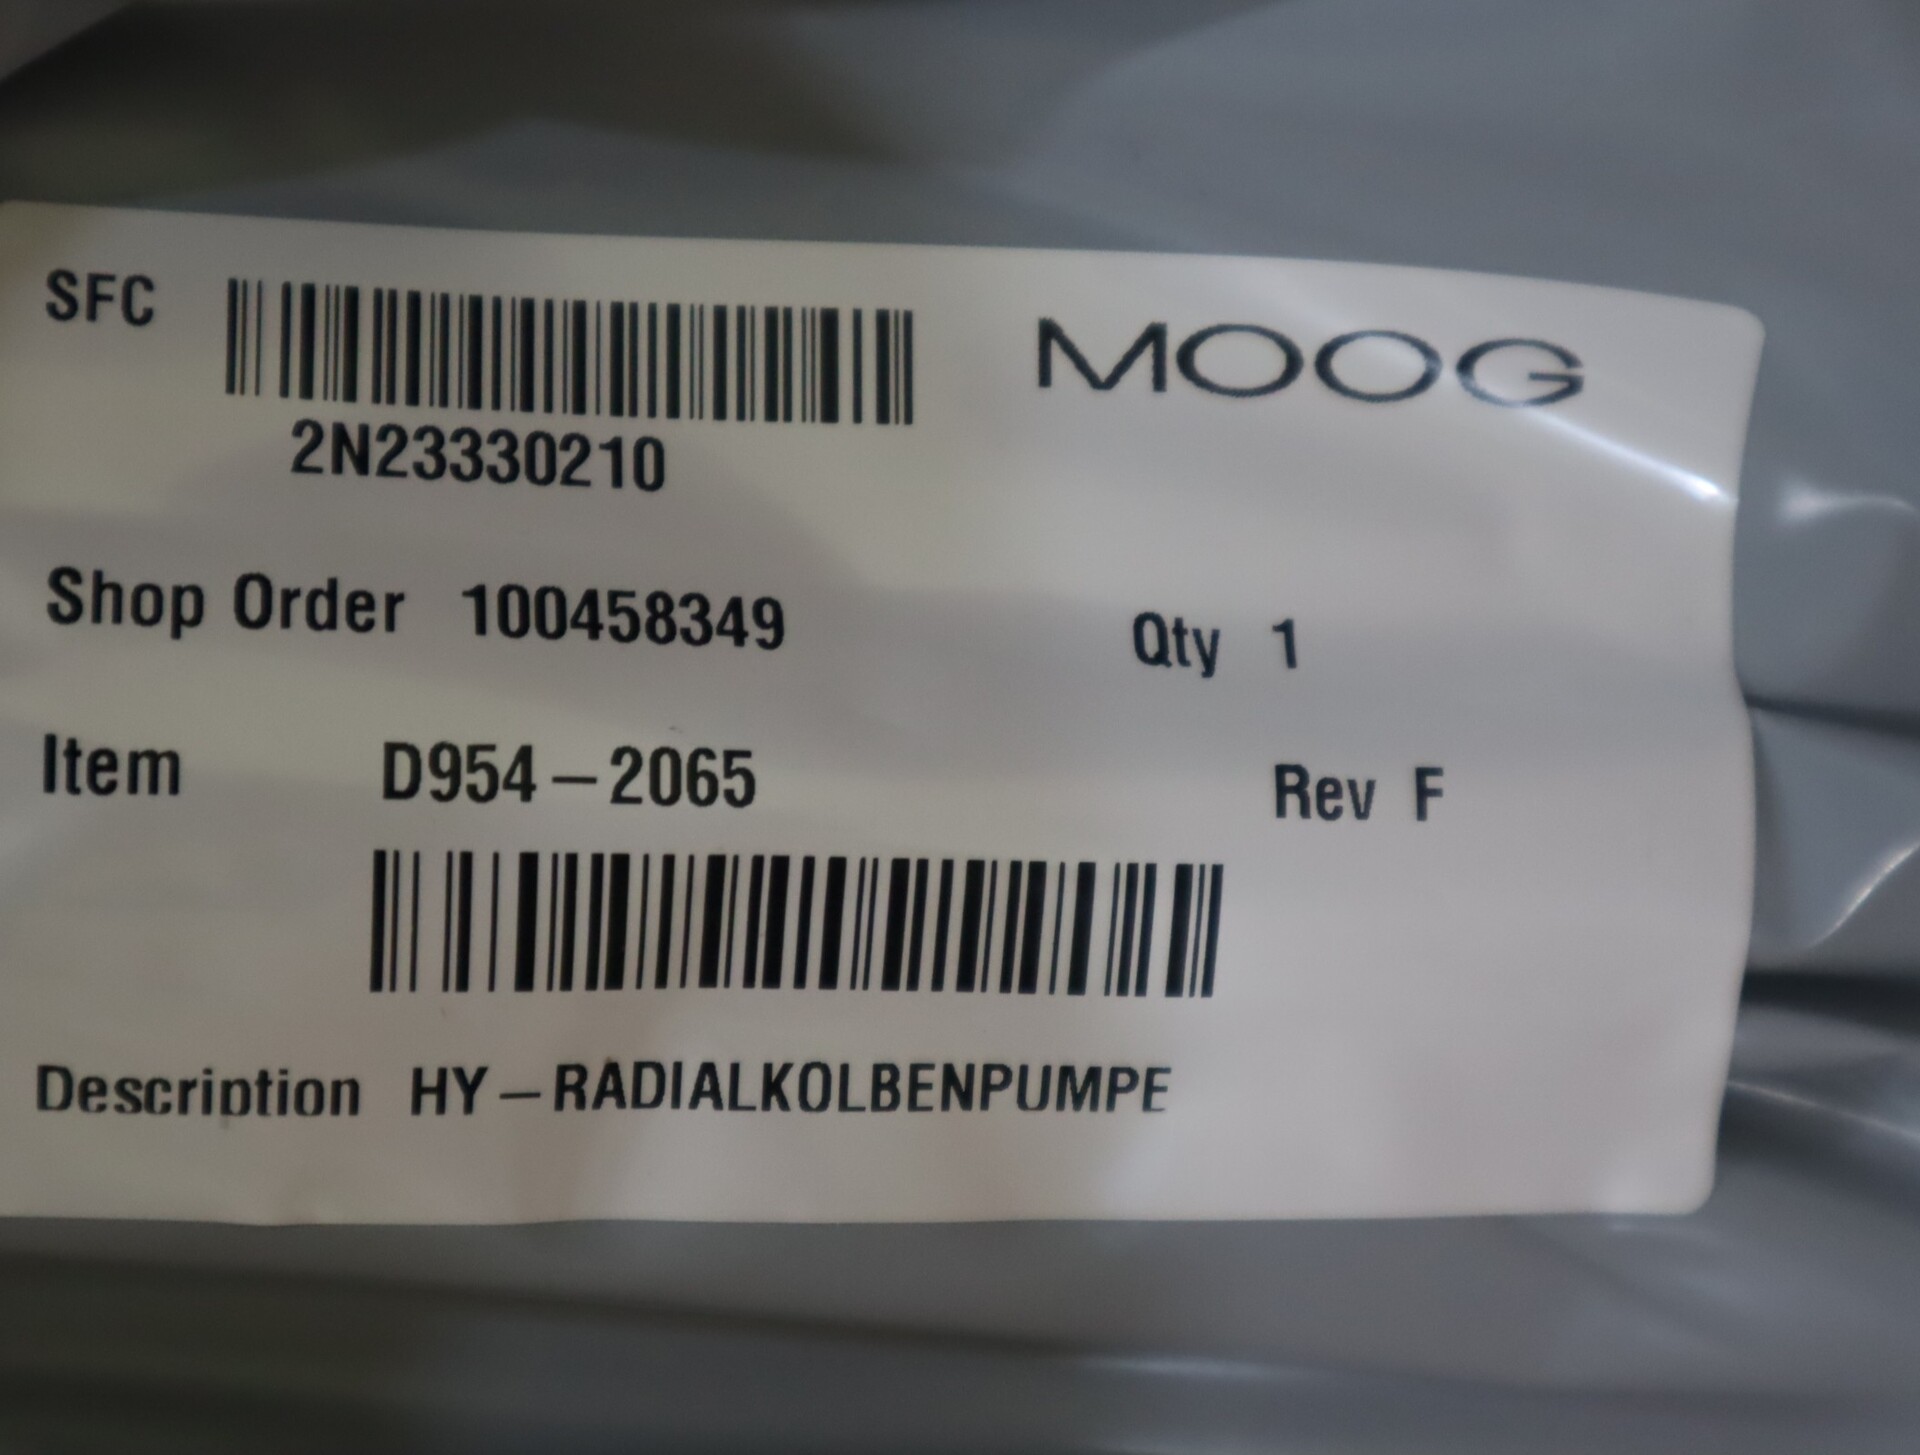 SFC
MOOG
2N23330210
Shop Order 100458349 Qty 1
Item D954-2065 Rev F
Description HY-RADIALKOLBENPUMPE